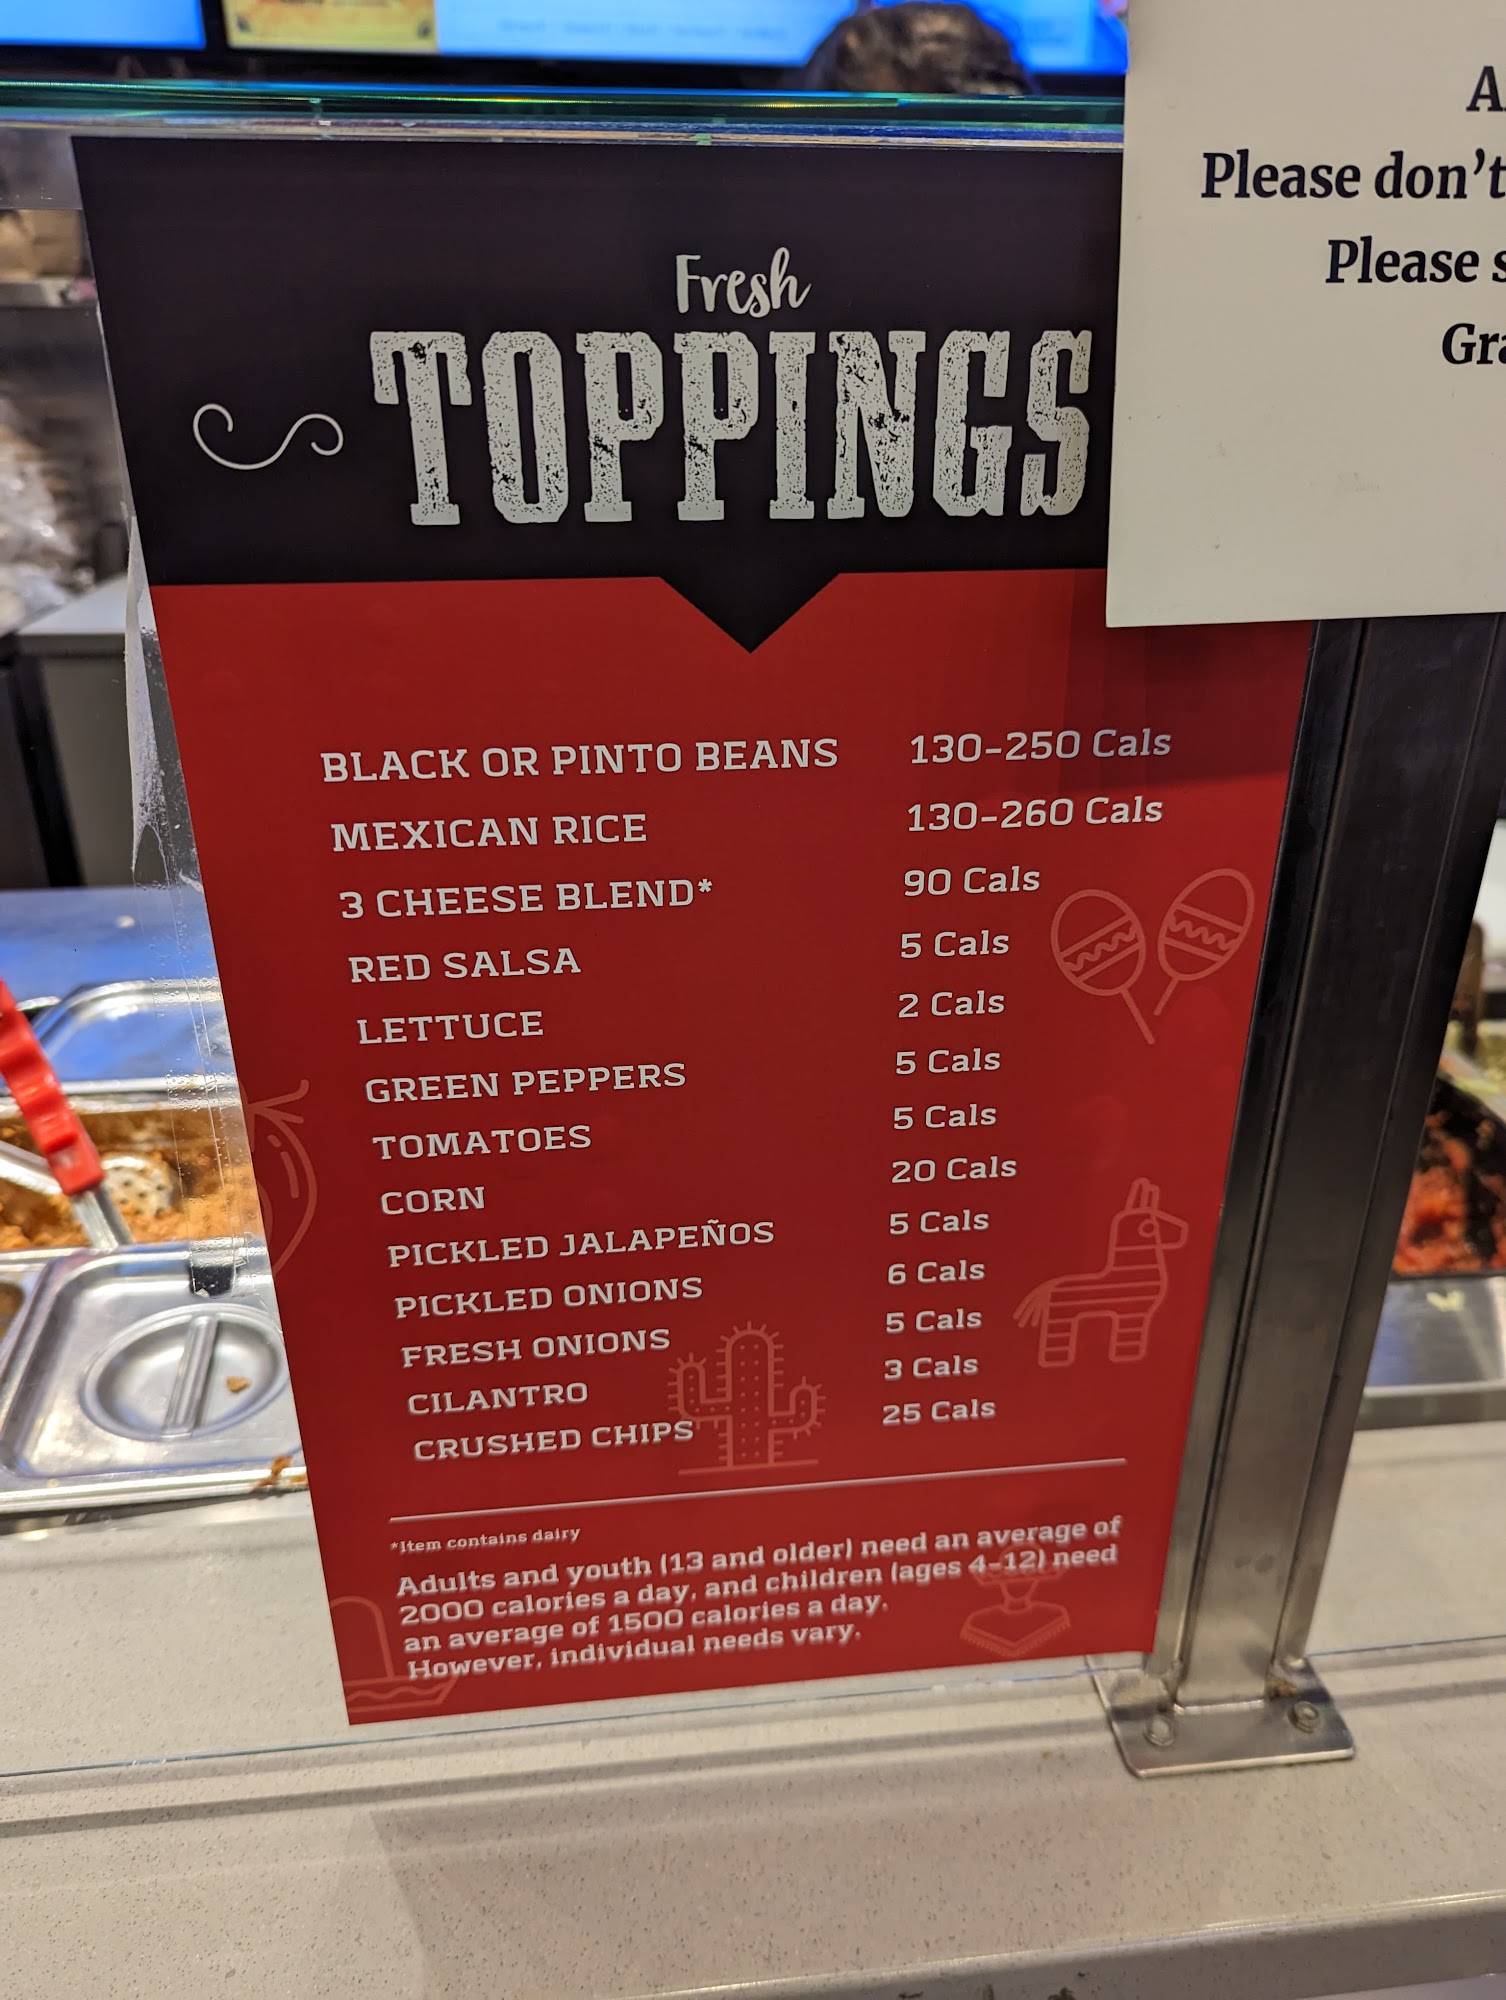 Fresh
TOPPINGS
BLACK OR PINTO BEANS 130-250 Cals
MEXICAN RICE 130-260 Cals
3 CHEESE BLEND* 90 Cals
RED SALSA 5 Cals
LETTUCE 2 Cals
GREEN PEPPERS 5 Cals
TOMATOES 5 Cals
CORN 20 Cals
PICKLED JALAPEÑOS 5 Cals
PICKLED ONIONS 6 Cals
FRESH ONIONS 5 Cals
CILANTRO 3 Cals
CRUSHED CHIPS 25 Cals
*Item contains dairy
Adults and youth (13 and older) need an average of
2000 calories a day, and children (ages 4-12) need
an average of 1500 calories a day.
However, individual needs vary.
Please don't
Please